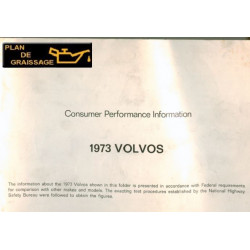 PLAN
DE
GRAISSAGE
Consumer Performance Information
1973 VOLVOS
The information about the 1973 Volvos shown in this folder is presented in accordance with Federal requirements
for comparison with other makes and models. The exacting test procedures established by the National Highway
Safety Bureau were followed to obtain the figures.